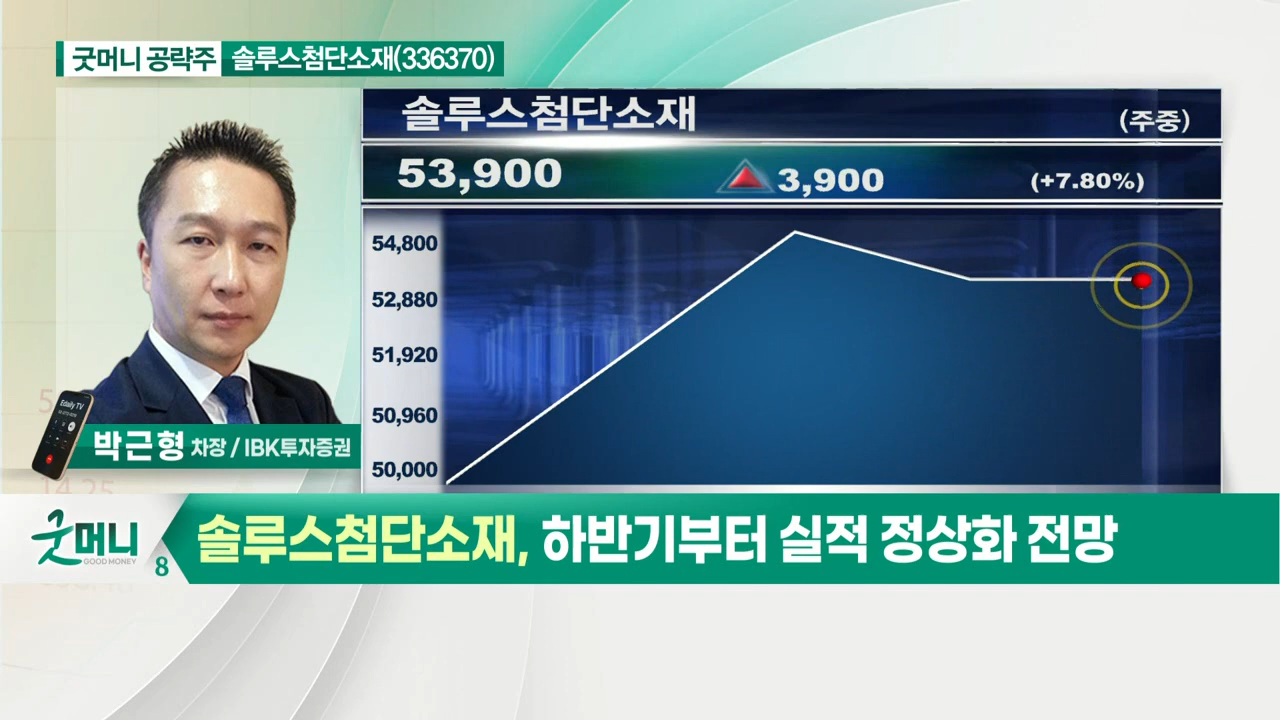 굿머니 공략주 솔루스첨단소재(336370)
솔루스첨단소재 (주중)
53,900 3,900 (+7.80%)
54,800
52,880
51,920
50,960
50,000
Edaily TV
박근형 차장 / IBK투자증권
14.25
굿머니
GOOD MONEY
8
솔루스첨단소재, 하반기부터 실적 정상화 전망